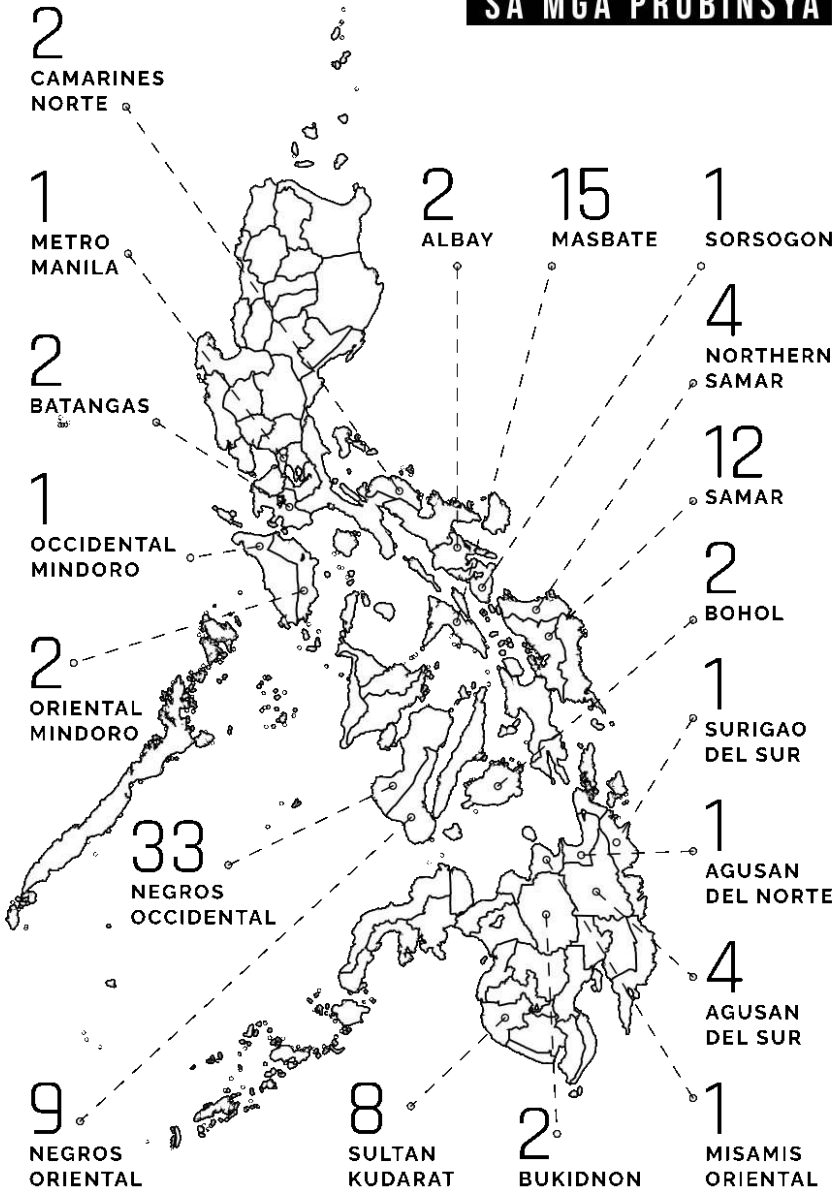 SA MGA PROBINSYA
2
CAMARINES
NORTE
1
METRO
MANILA
2
BATANGAS
1
OCCIDENTAL
MINDORO
2
ORIENTAL
MINDORO
33
NEGROS
OCCIDENTAL
9
NEGROS
ORIENTAL
2
ALBAY
15
MASBATE
1
SORSOGON
4
NORTHERN
SAMAR
12
SAMAR
2
BOHOL
1
SURIGAO
DEL SUR
1
AGUSAN
DEL NORTE
4
AGUSAN
DEL SUR
8
SULTAN
KUDARAT
2
BUKIDNON
1
MISAMIS
ORIENTAL